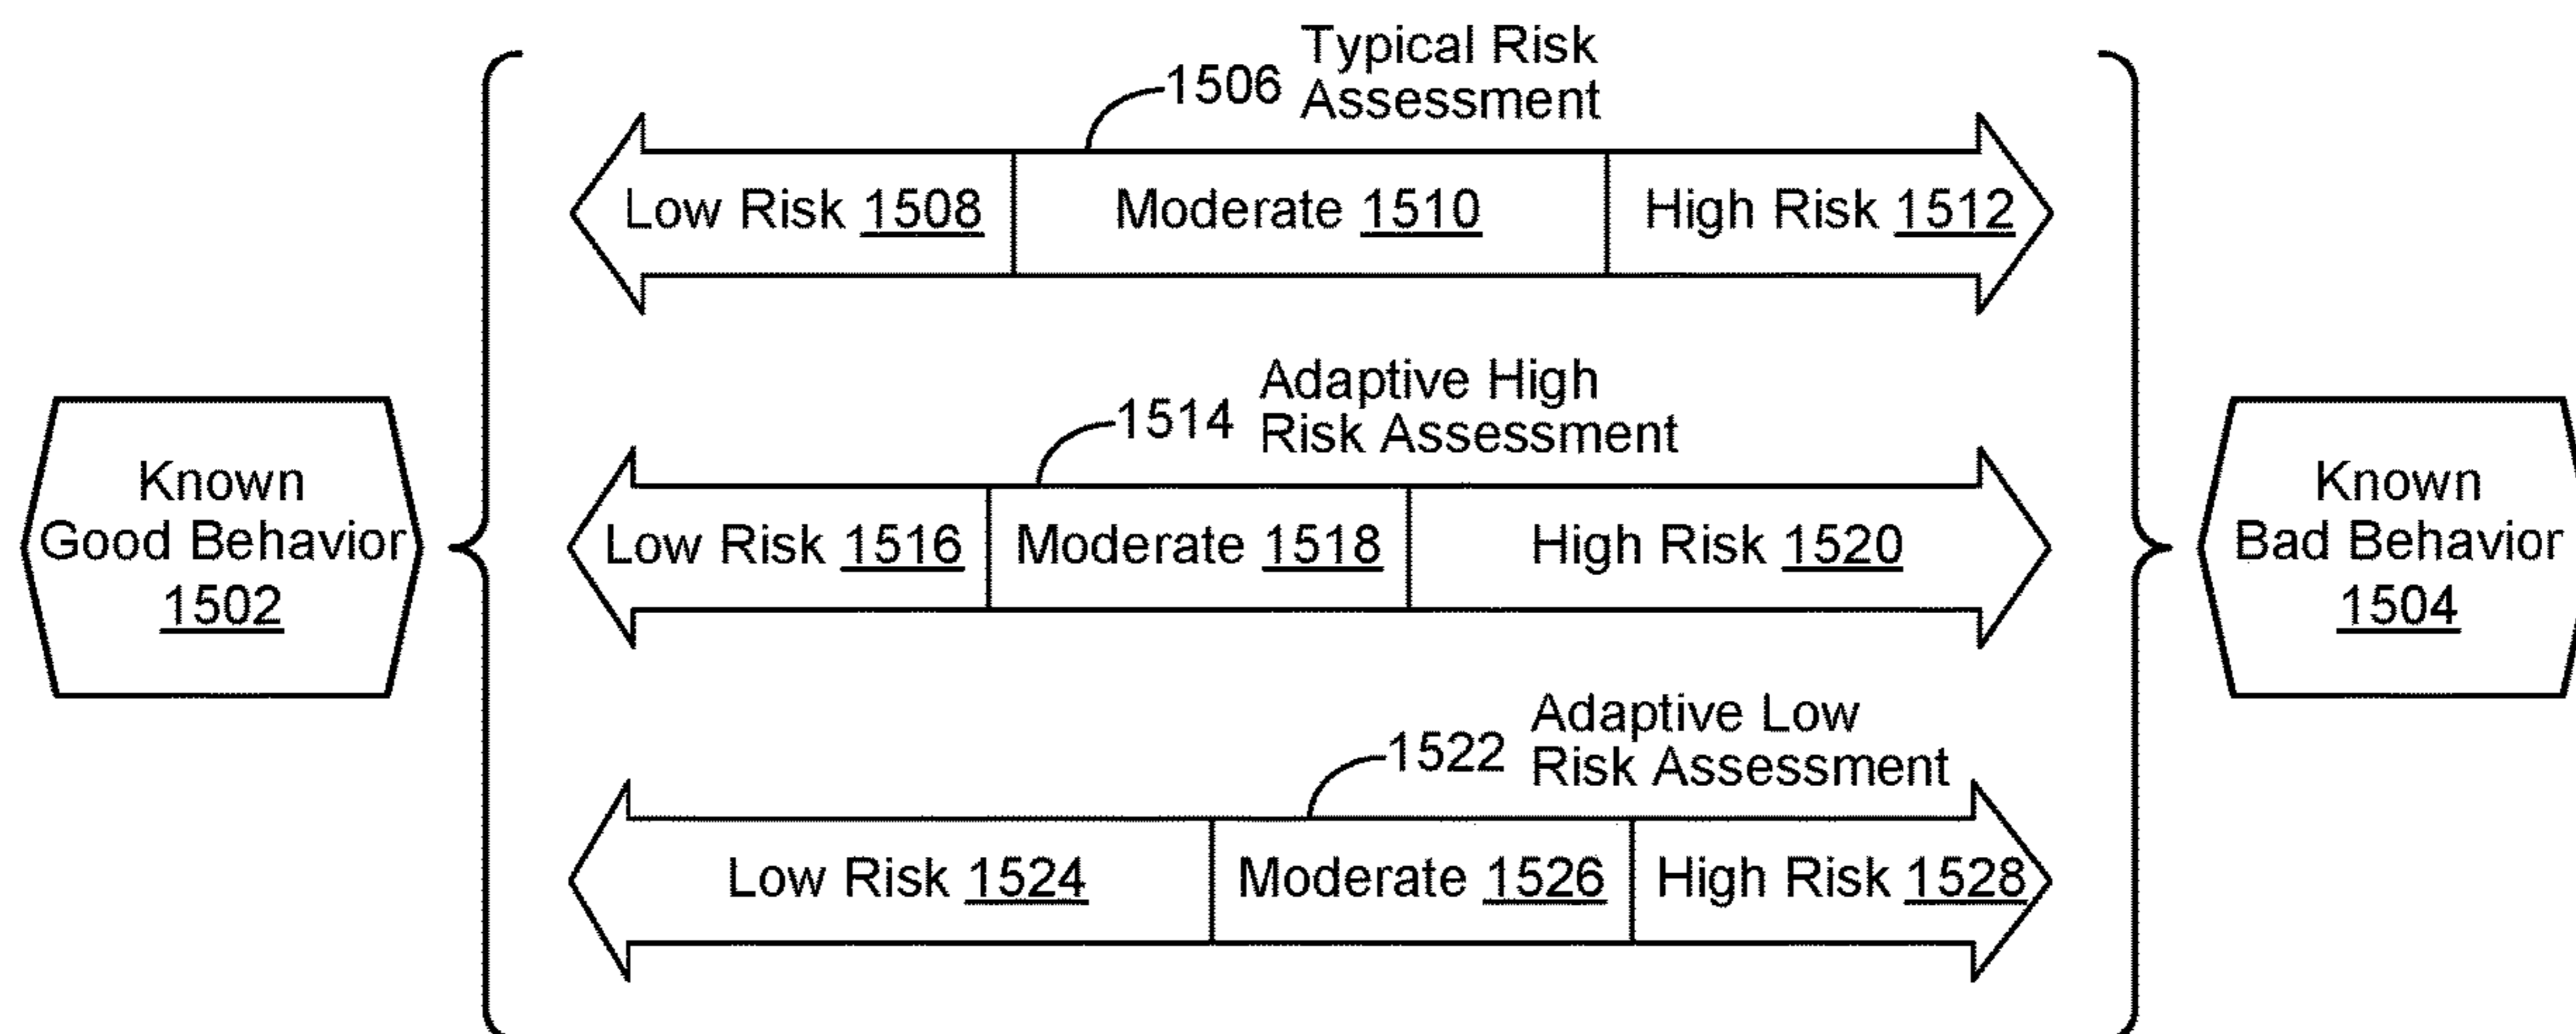 1506 Typical Risk
Assessment
Low Risk 1508 Moderate 1510 High Risk 1512
1514 Adaptive High
Risk Assessment
Known
Good Behavior
1502
Low Risk 1516 Moderate 1518 High Risk 1520
Known
Bad Behavior
1504
1522 Adaptive Low
Risk Assessment
Low Risk 1524 Moderate 1526 High Risk 1528